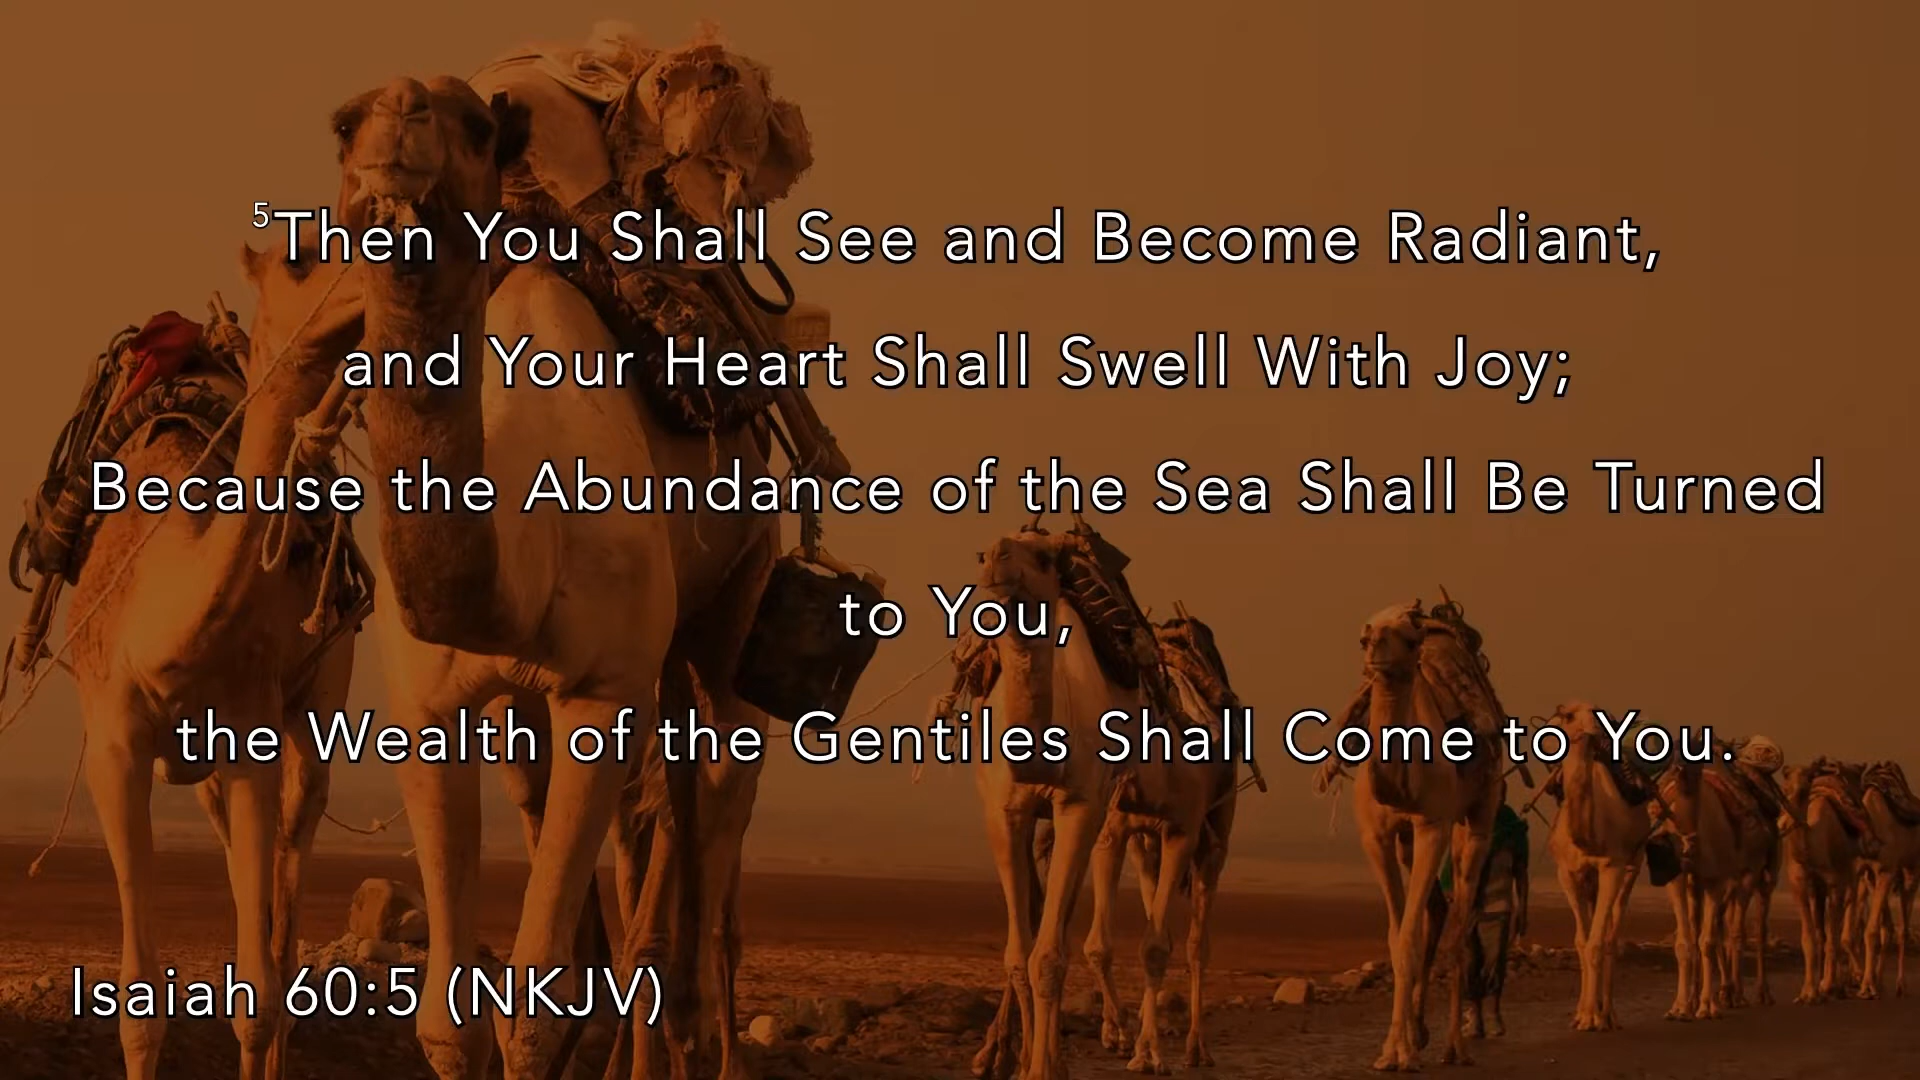 ⁵Then You Shall See and Become Radiant,
and Your Heart Shall Swell With Joy;
Because the Abundance of the Sea Shall Be Turned
to You,
the Wealth of the Gentiles Shall Come to You.
Isaiah 60:5 (NKJV)